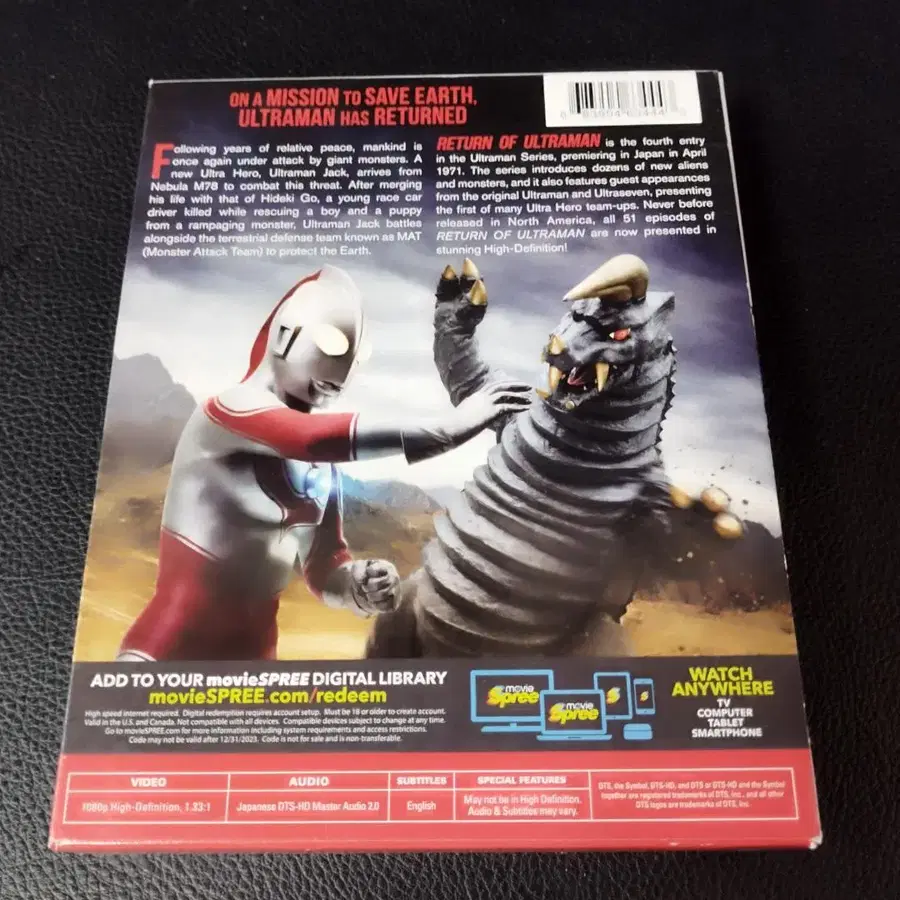 ON A MISSION TO SAVE EARTH,
ULTRAMAN HAS RETURNED
Following years of relative peace, mankind is
once again under attack by giant monsters. A
new Ultra Hero, Ultraman Jack, arrives from
Nebula M78 to combat this threat. After merging
his life with that of Hideki Go, a young race car
driver killed while rescuing a boy and a puppy
from a rampaging monster, Ultraman Jack battles
alongside the terrestrial defense team known as MAT
(Monster Attack Team) to protect the Earth.
RETURN OF ULTRAMAN is the fourth entry
in the Ultraman Series, premiering in Japan in April
1971. The series introduces dozens of new aliens
and monsters, and it also features guest appearances
from the original Ultraman and Ultraseven, presenting
the first of many Ultra Hero team-ups. Never before
released in North America, all 51 episodes of
RETURN OF ULTRAMAN are now presented in
stunning High-Definition!
ADD TO YOUR movieSPREE DIGITAL LIBRARY
movieSPREE.com/redeem
High speed internet required. Digital redemption requires account setup. Must be 18 or older to create account.
Valid in the U.S. and Canada. Not compatible with all devices. Compatible devices subject to change at any time.
Go to movieSPREE.com for more information including system requirements and access restrictions.
Code may not be valid after 12/31/2023. Code is not for sale and is non-transferable.
movie
Spree
movie
Spree
S
S
WATCH
ANYWHERE
TV
COMPUTER
TABLET
SMARTPHONE
VIDEO
1080p High-Definition, 1.33:1
AUDIO
Japanese DTS-HD Master Audio 2.0
SUBTITLES
English
SPECIAL FEATURES
May not be in High Definition.
Audio & Subtitles may vary.
DTS, the Symbol, DTS-HD, and DTS or DTS-HD and the Symbol
together are registered trademarks of DTS, Inc., and all other
DTS logos are trademarks of DTS, Inc.